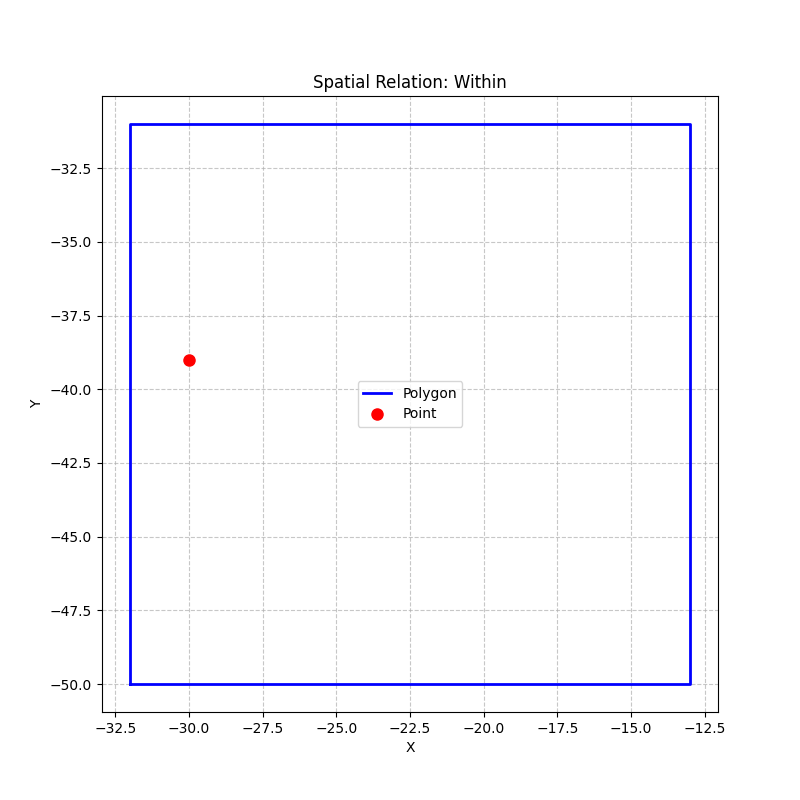 Spatial Relation: Within
−32.5
−35.0
−37.5
−40.0
−42.5
−45.0
−47.5
−50.0
Y
Polygon
Point
−32.5 −30.0 −27.5 −25.0 −22.5 −20.0 −17.5 −15.0 −12.5
X